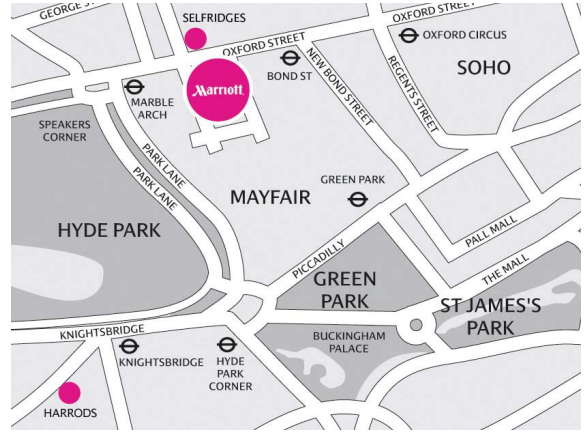 GEORGE ST
SELFRIDGES
OXFORD STREET
OXFORD STREET
OXFORD CIRCUS
SOHO
BOND ST
NEW BOND STREET
REGENTS STREET
Marriott
MARBLE
ARCH
SPEAKERS
CORNER
PARK LANE
PARK LANE
MAYFAIR
GREEN PARK
HYDE PARK
PICCADILLY
PALL MALL
THE MALL
GREEN
PARK
ST JAMES'S
PARK
BUCKINGHAM
PALACE
KNIGHTSBRIDGE
KNIGHTSBRIDGE
HYDE
PARK
CORNER
HARRODS